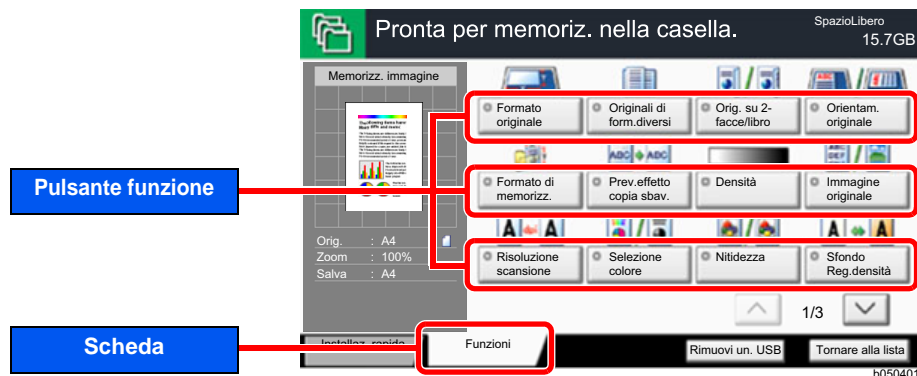 Pronta per memoriz. nella casella.
SpazioLibero
15.7GB
Memorizz. immagine
Formato
originale
Originali di
form.diversi
Orig. su 2-
facce/libro
Orientam.
originale
Pulsante funzione
Formato di
memorizz.
Prev.effetto
copia sbav.
Densità
Immagine
originale
Orig. : A4
Zoom : 100%
Salva : A4
Risoluzione
scansione
Selezione
colore
Nitidezza
Sfondo
Reg.densità
1/3
Scheda
Installaz. rapida
Funzioni
Rimuovi un. USB
Tornare alla lista
b050401